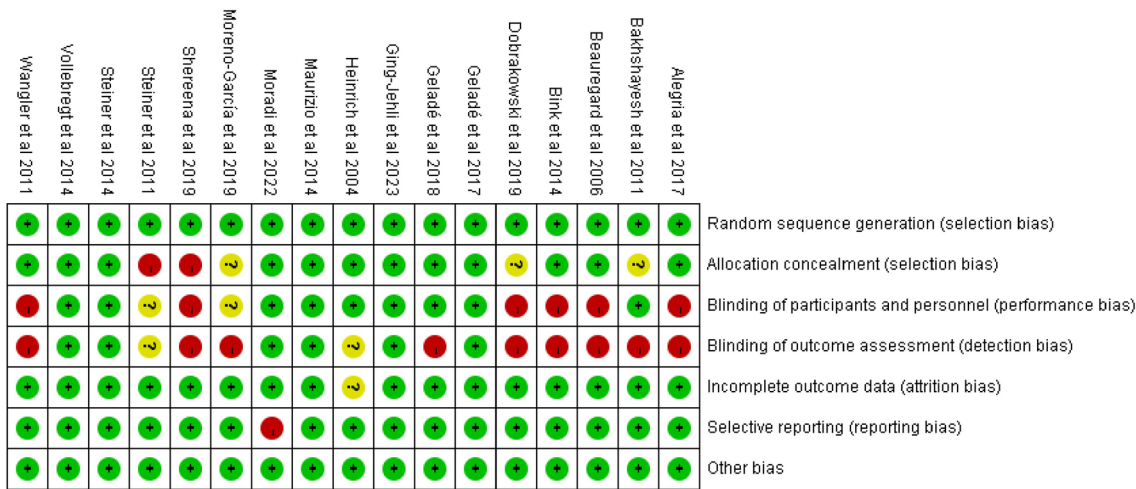 Wangler et al 2011
Vollebregt et al 2014
Steiner et al 2014
Steiner et al 2011
Shereena et al 2019
Moreno-García et al 2019
Moradi et al 2022
Maurizio et al 2014
Heinrich et al 2004
Ging-Jehli et al 2023
Geladé et al 2018
Geladé et al 2017
Dobrakowski et al 2019
Bink et al 2014
Beauregard et al 2006
Bakhshayesh et al 2011
Alegria et al 2017
+ + + + + + + + + + + + + + + + + Random sequence generation (selection bias)
+ + + - - ? + + + + + + ? + + ? + Allocation concealment (selection bias)
- + + ? - ? + + + + + + - - - + - Blinding of participants and personnel (performance bias)
- + + ? - - + + ? + - + - - - - - Blinding of outcome assessment (detection bias)
+ + + + + + + + ? + + + + + + + + Incomplete outcome data (attrition bias)
+ + + + + + - + + + + + + + + + + Selective reporting (reporting bias)
+ + + + + + + + + + + + + + + + + Other bias